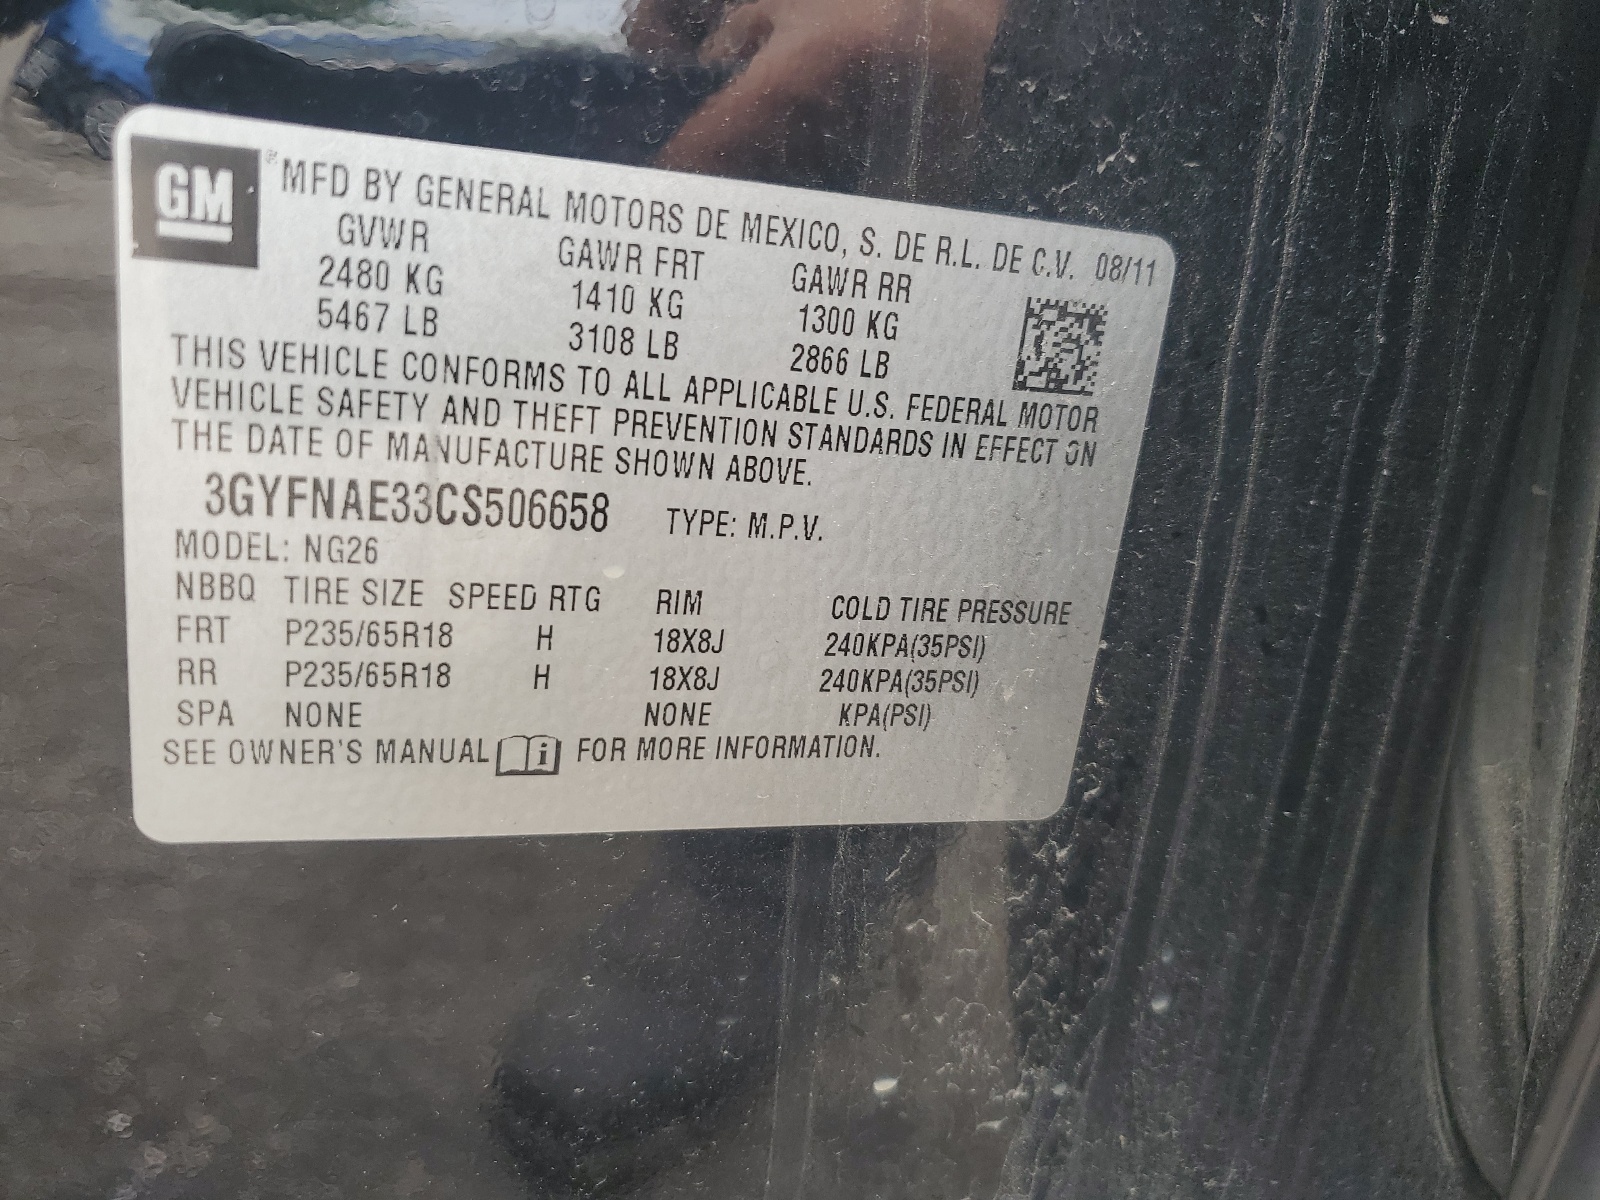 GM ® MFD BY GENERAL MOTORS DE MEXICO, S. DE R.L. DE C.V. 08/11
GVWR GAWR FRT GAWR RR
2480 KG 1410 KG 1300 KG
5467 LB 3108 LB 2866 LB
THIS VEHICLE CONFORMS TO ALL APPLICABLE U.S. FEDERAL MOTOR
VEHICLE SAFETY AND THEFT PREVENTION STANDARDS IN EFFECT ON
THE DATE OF MANUFACTURE SHOWN ABOVE.
3GYFNAE33CS506658 TYPE: M.P.V.
MODEL: NG26
NBBQ TIRE SIZE SPEED RTG RIM COLD TIRE PRESSURE
FRT P235/65R18 H 18X8J 240KPA(35PSI)
RR P235/65R18 H 18X8J 240KPA(35PSI)
SPA NONE NONE KPA(PSI)
SEE OWNER'S MANUAL i FOR MORE INFORMATION.